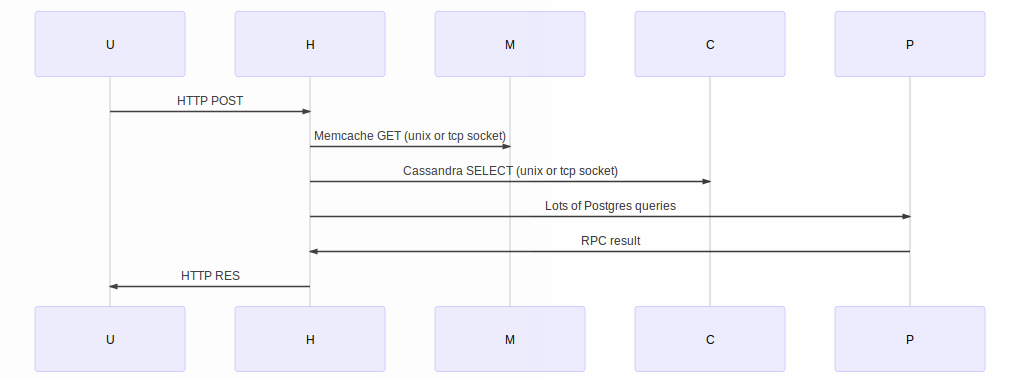 U
H
M
C
P
HTTP POST
Memcache GET (unix or tcp socket)
Cassandra SELECT (unix or tcp socket)
Lots of Postgres queries
RPC result
HTTP RES
U
H
M
C
P